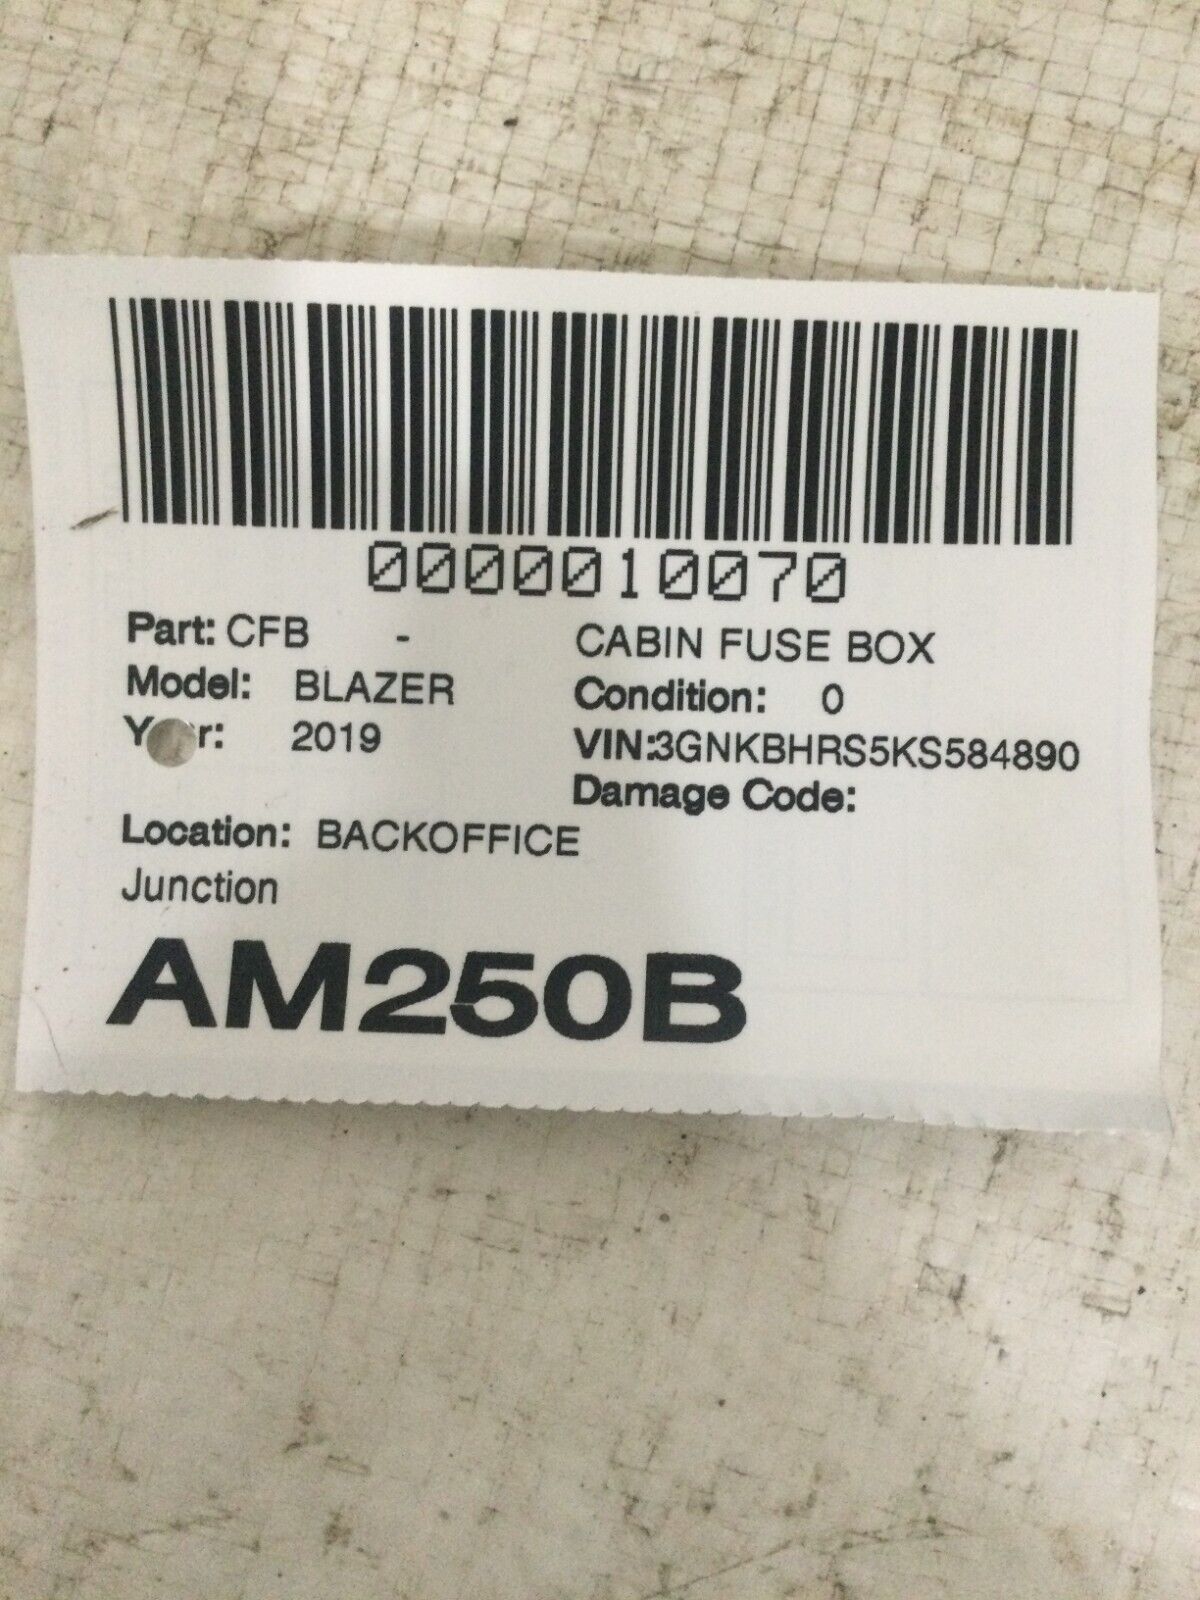 0000010070
Part: CFB - CABIN FUSE BOX
Model: BLAZER Condition: 0
2019 VIN:3GNKBHRS5KS584890
Damage Code:
Location: BACKOFFICE
Junction
AM250B